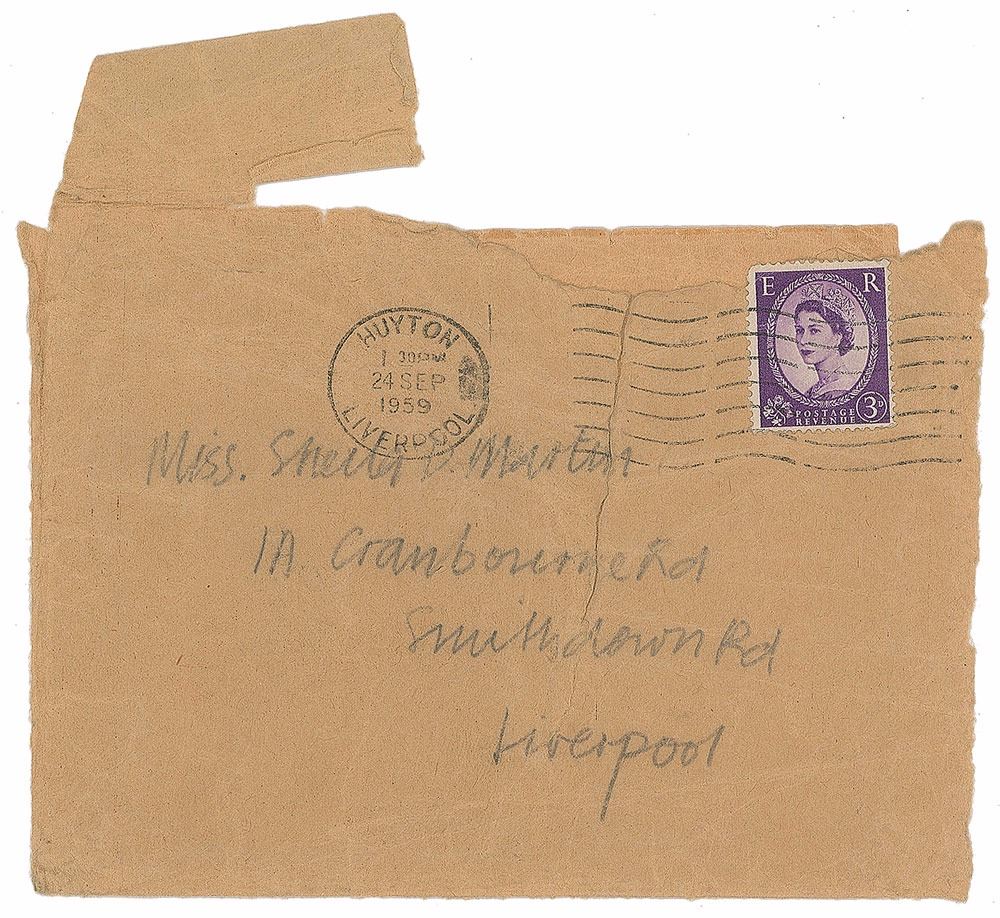 HUYTON
1 30PM
24 SEP
1959
LIVERPOOL
E R
POSTAGE
REVENUE
3D
Miss. Sheila D. Martin
1A Cranbourne Rd
Smithdown Rd
Liverpool